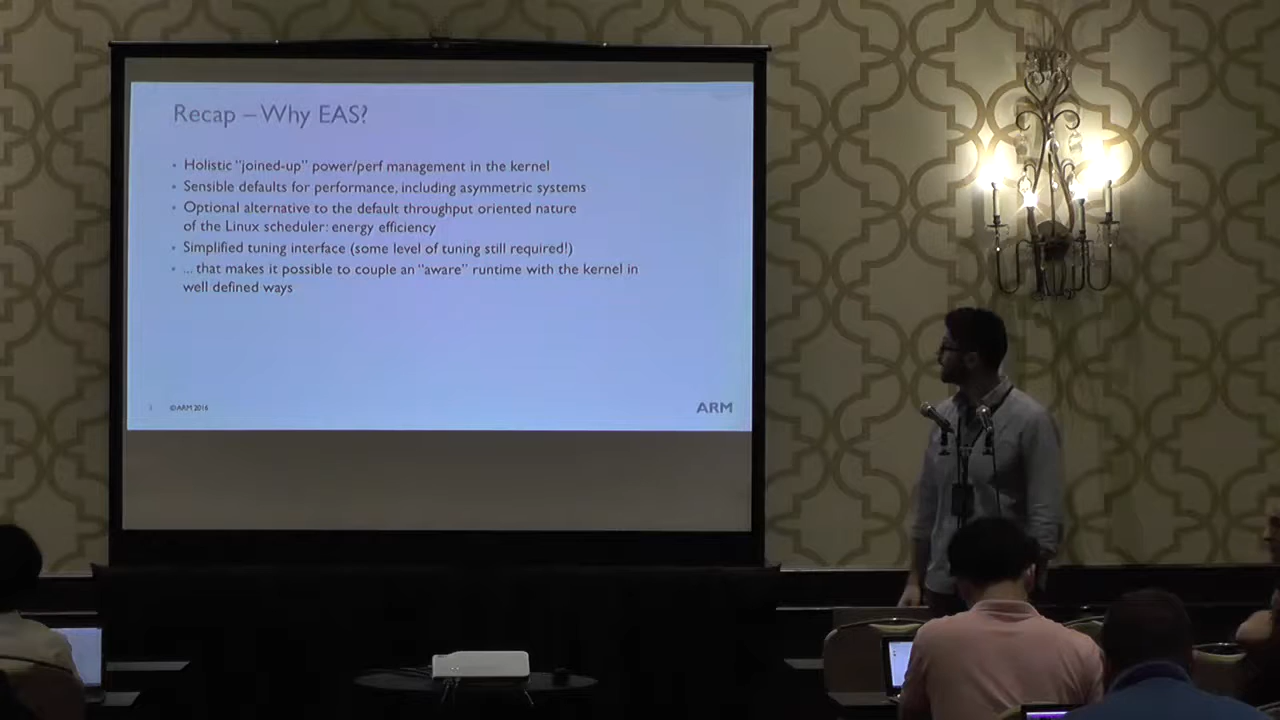 Recap – Why EAS?
• Holistic "joined-up" power/perf management in the kernel
• Sensible defaults for performance, including asymmetric systems
• Optional alternative to the default throughput oriented nature
of the Linux scheduler: energy efficiency
• Simplified tuning interface (some level of tuning still required!)
• ... that makes it possible to couple an "aware" runtime with the kernel in
well defined ways
©ARM 2016
ARM